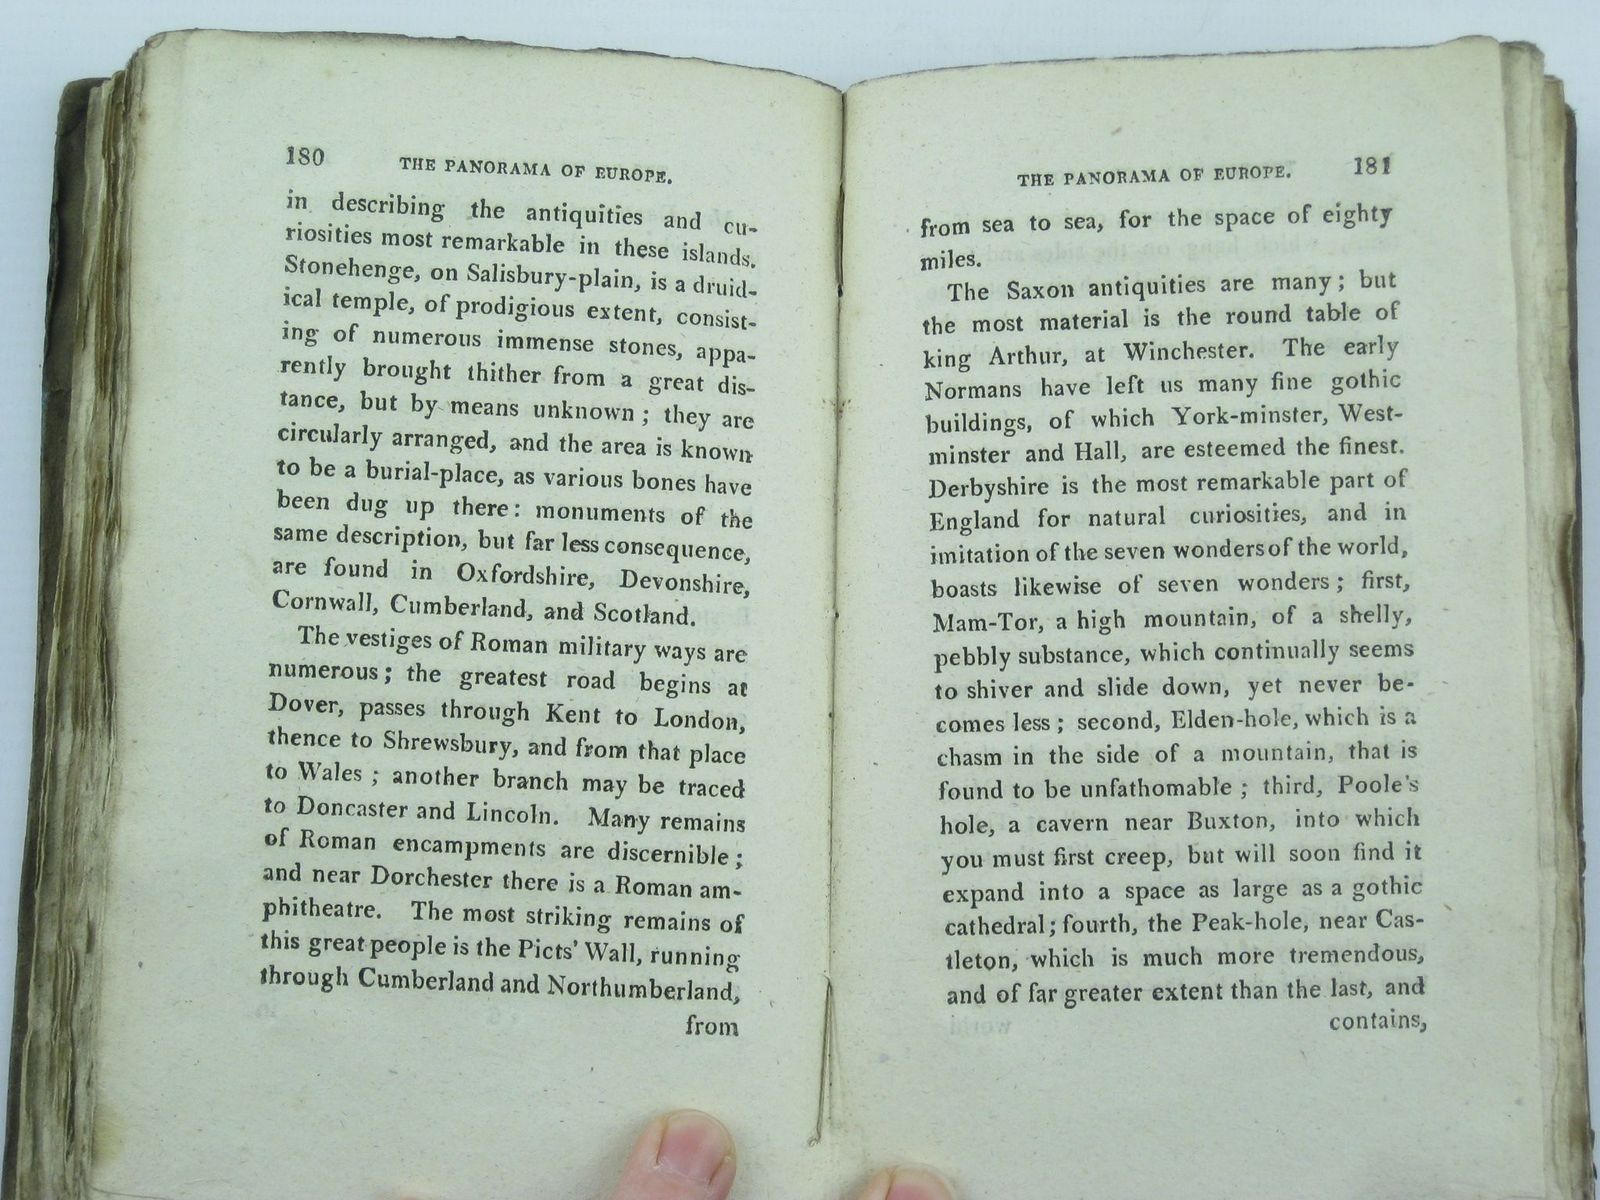 180
THE PANORAMA OF EUROPE.
in describing the antiquities and cu-
riosities most remarkable in these islands.
Stonehenge, on Salisbury-plain, is a druid-
ical temple, of prodigious extent, consist-
ing of numerous immense stones, appa-
rently brought thither from a great dis-
tance, but by means unknown ; they are
circularly arranged, and the area is known
to be a burial-place, as various bones have
been dug up there: monuments of the
same description, but far less consequence,
are found in Oxfordshire, Devonshire,
Cornwall, Cumberland, and Scotland.
The vestiges of Roman military ways are
numerous; the greatest road begins at
Dover, passes through Kent to London,
thence to Shrewsbury, and from that place
to Wales ; another branch may be traced
to Doncaster and Lincoln. Many remains
of Roman encampments are discernible ;
and near Dorchester there is a Roman am-
phitheatre. The most striking remains of
this great people is the Picts' Wall, running
through Cumberland and Northumberland,
from
THE PANORAMA OF EUROPE.
181
from sea to sea, for the space of eighty
miles.
The Saxon antiquities are many; but
the most material is the round table of
king Arthur, at Winchester. The early
Normans have left us many fine gothic
buildings, of which York-minster, West-
minster and Hall, are esteemed the finest.
Derbyshire is the most remarkable part of
England for natural curiosities, and in
imitation of the seven wonders of the world,
boasts likewise of seven wonders ; first,
Mam-Tor, a high mountain, of a shelly,
pebbly substance, which continually seems
to shiver and slide down, yet never be-
comes less ; second, Elden-hole, which is a
chasm in the side of a mountain, that is
found to be unfathomable ; third, Poole's
hole, a cavern near Buxton, into which
you must first creep, but will soon find it
expand into a space as large as a gothic
cathedral; fourth, the Peak-hole, near Cas-
tleton, which is much more tremendous,
and of far greater extent than the last, and
contains,